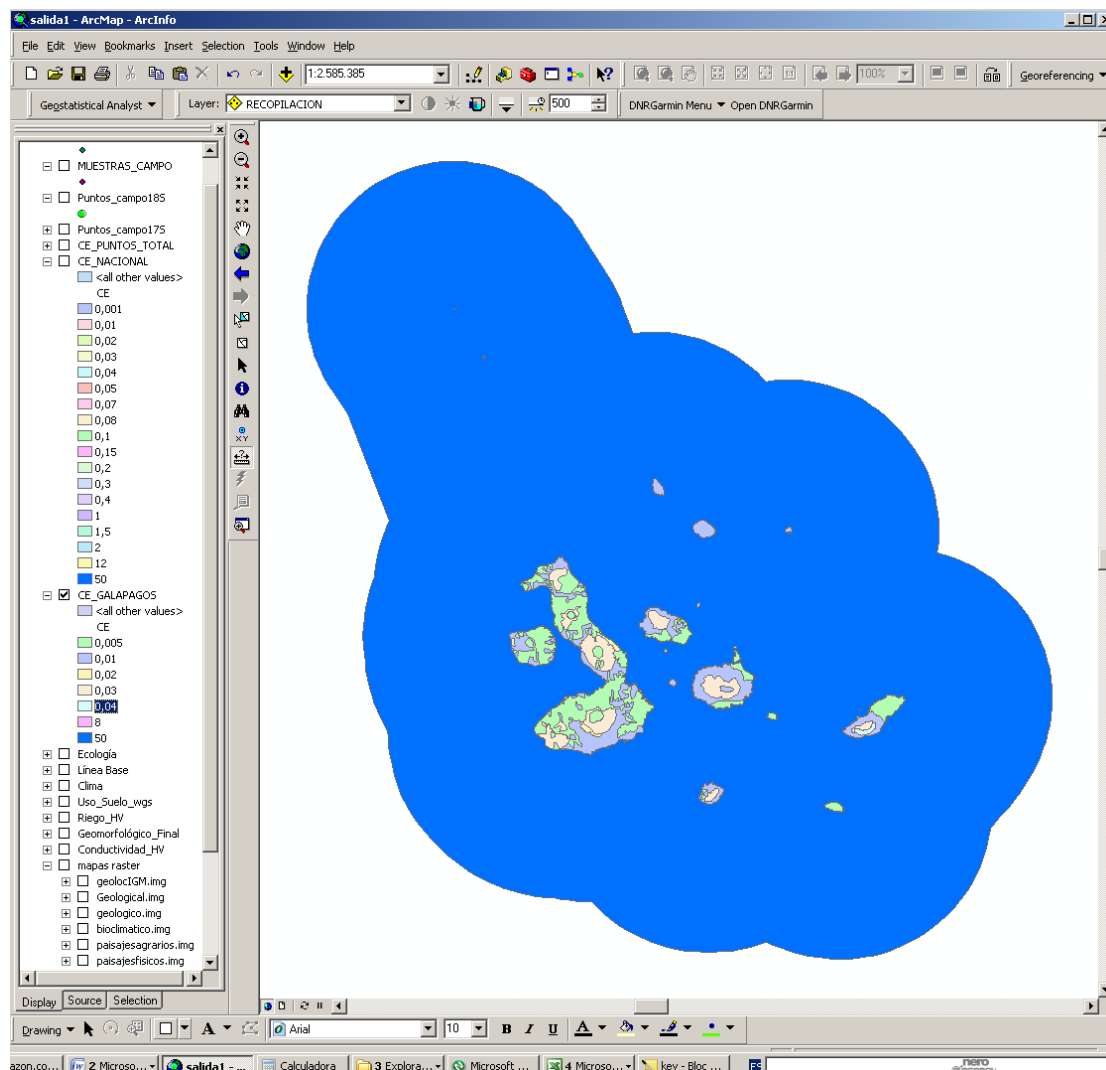 salida1 - ArcMap - ArcInfo
File Edit View Bookmarks Insert Selection Tools Window Help
1:2.585.385
100%
Georeferencing
Geostatistical Analyst
Layer: RECOPILACION
500
DNRGarmin Menu
Open DNRGarmin
MUESTRAS_CAMPO
Puntos_campo18S
Puntos_campo17S
CE_PUNTOS_TOTAL
CE_NACIONAL
<all other values>
CE
0,001
0,01
0,02
0,03
0,04
0,05
0,07
0,08
0,1
0,15
0,2
0,3
0,4
1
1,5
2
12
50
CE_GALAPAGOS
<all other values>
CE
0,005
0,01
0,02
0,03
0,04
8
50
Ecología
Línea Base
Clima
Uso_Suelo_wgs
Riego_HV
Geomorfológico_Final
Conductividad_HV
mapas raster
geolocIGM.img
Geological.img
geologico.img
bioclimatico.img
paisajesagrarios.img
paisajesfisicos.img
XY
Display Source Selection
Drawing
A
Arial
10
B I U A
azon.co... 2 Microso... salida1 - ... Calculadora 3 Explora... Microsoft ... 4 Microso... key - Bloc ... ES
nero